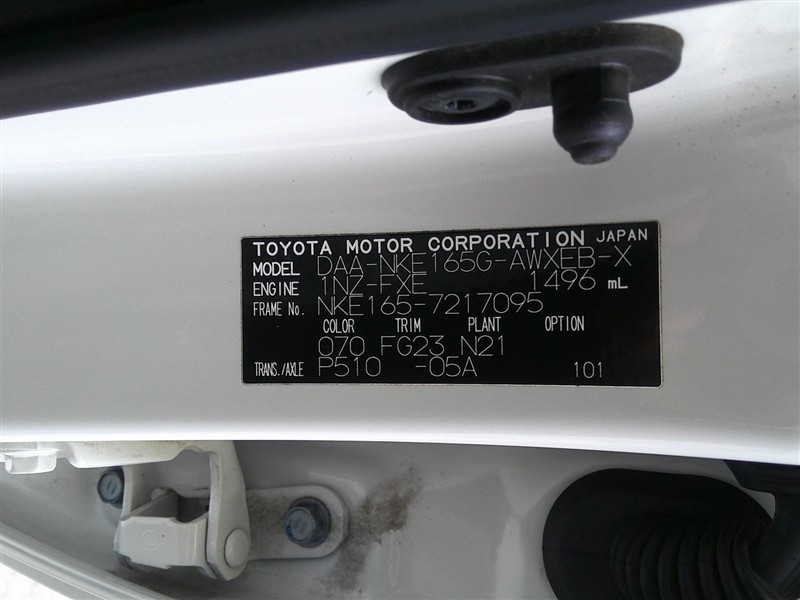 TOYOTA MOTOR CORPORATION JAPAN
MODEL DAA-NKE165G-AWXEB-X
ENGINE 1NZ-FXE 1496 mL
FRAME No. NKE165-7217095
COLOR TRIM PLANT OPTION
070 FG23 N21
TRANS./AXLE P510 -05A 101